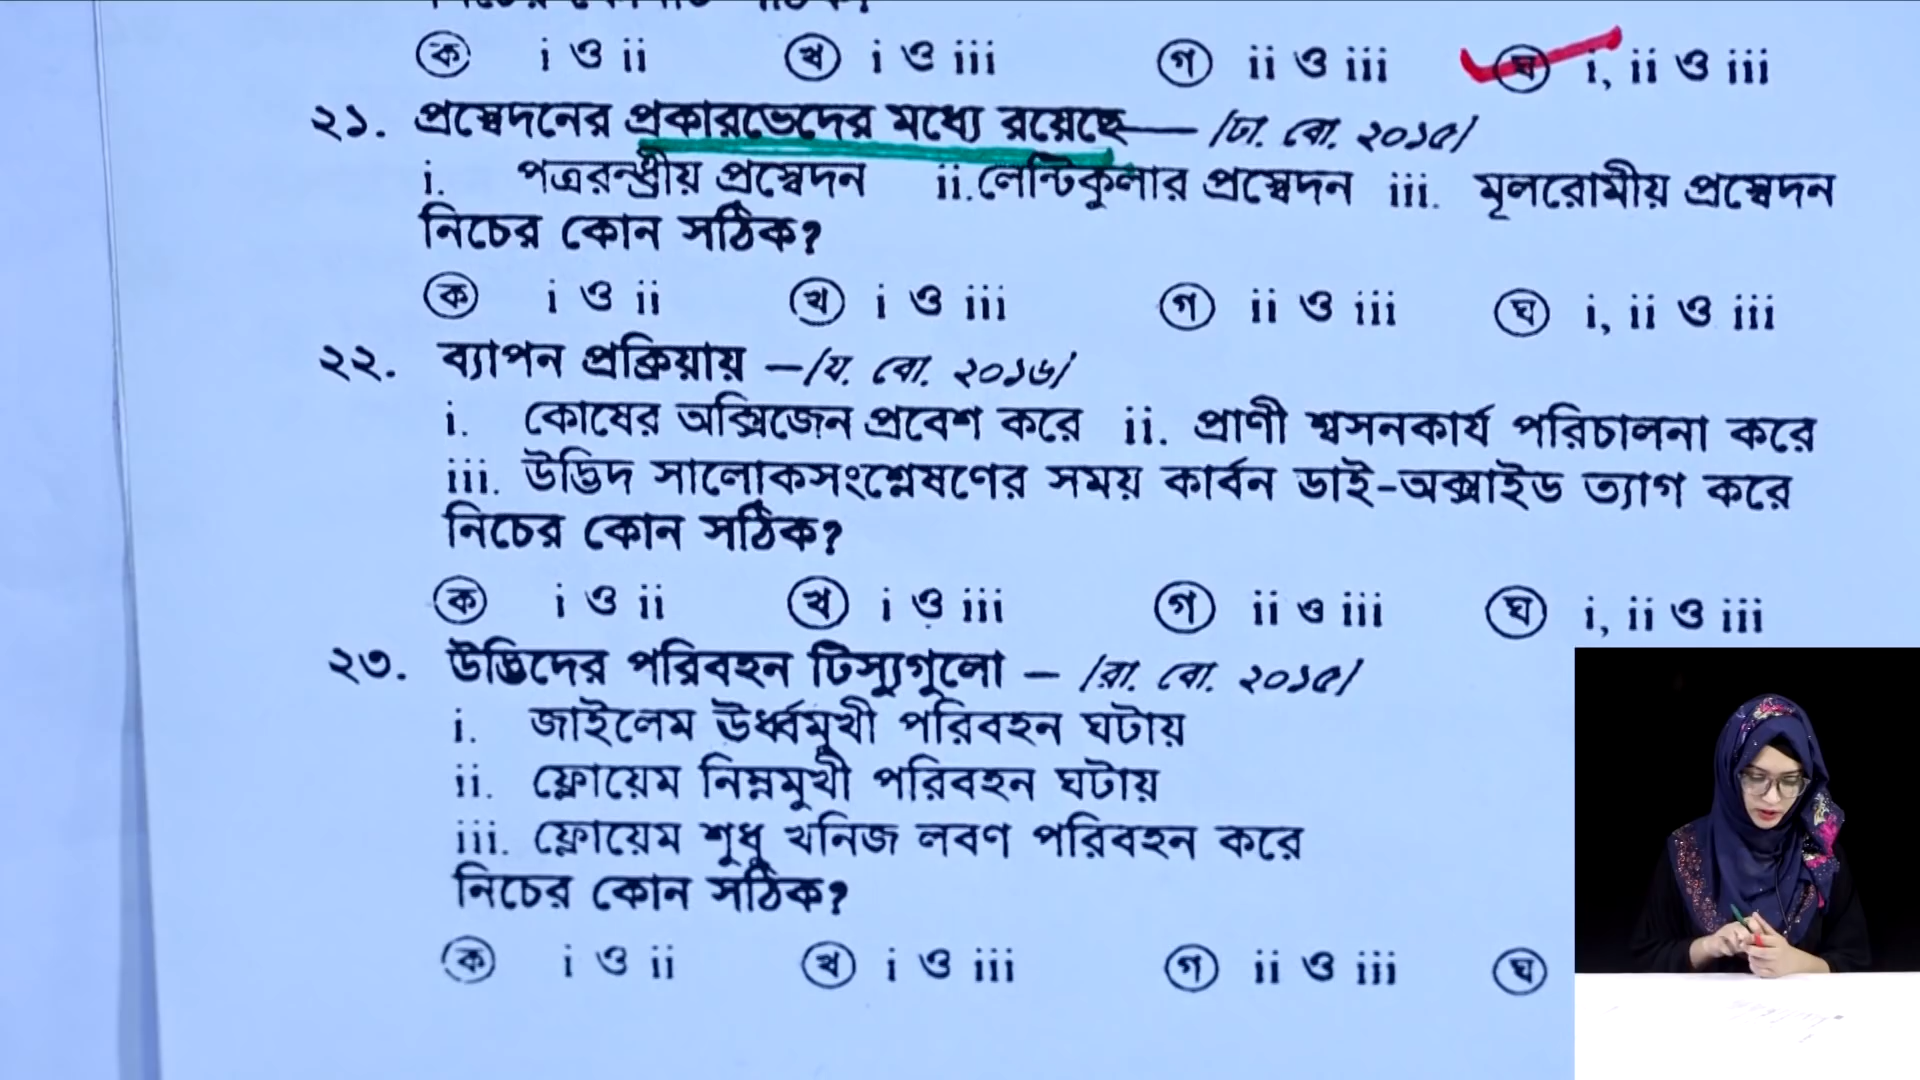 ক i ও ii খ i ও iii গ ii ও iii ঘ i, ii ও iii
২১. প্রস্বেদনের প্রকারভেদের মধ্যে রয়েছে— /ঢা. বো. ২০১৫/
i. পত্ররন্ধ্রীয় প্রস্বেদন ii.লেন্টিকুলার প্রস্বেদন iii. মূলরোমীয় প্রস্বেদন
নিচের কোন সঠিক?
ক i ও ii খ i ও iii গ ii ও iii ঘ i, ii ও iii
২২. ব্যাপন প্রক্রিয়ায় —/য. বো. ২০১৬/
i. কোষের অক্সিজেন প্রবেশ করে ii. প্রাণী শ্বসনকার্য পরিচালনা করে
iii. উদ্ভিদ সালোকসংশ্লেষণের সময় কার্বন ডাই-অক্সাইড ত্যাগ করে
নিচের কোন সঠিক?
ক i ও ii খ i ও iii গ ii ও iii ঘ i, ii ও iii
২৩. উদ্ভিদের পরিবহন টিস্যুগুলো — /রা. বো. ২০১৫/
i. জাইলেম ঊর্ধ্বমুখী পরিবহন ঘটায়
ii. ফ্লোয়েম নিম্নমুখী পরিবহন ঘটায়
iii. ফ্লোয়েম শুধু খনিজ লবণ পরিবহন করে
নিচের কোন সঠিক?
ক i ও ii খ i ও iii গ ii ও iii ঘ